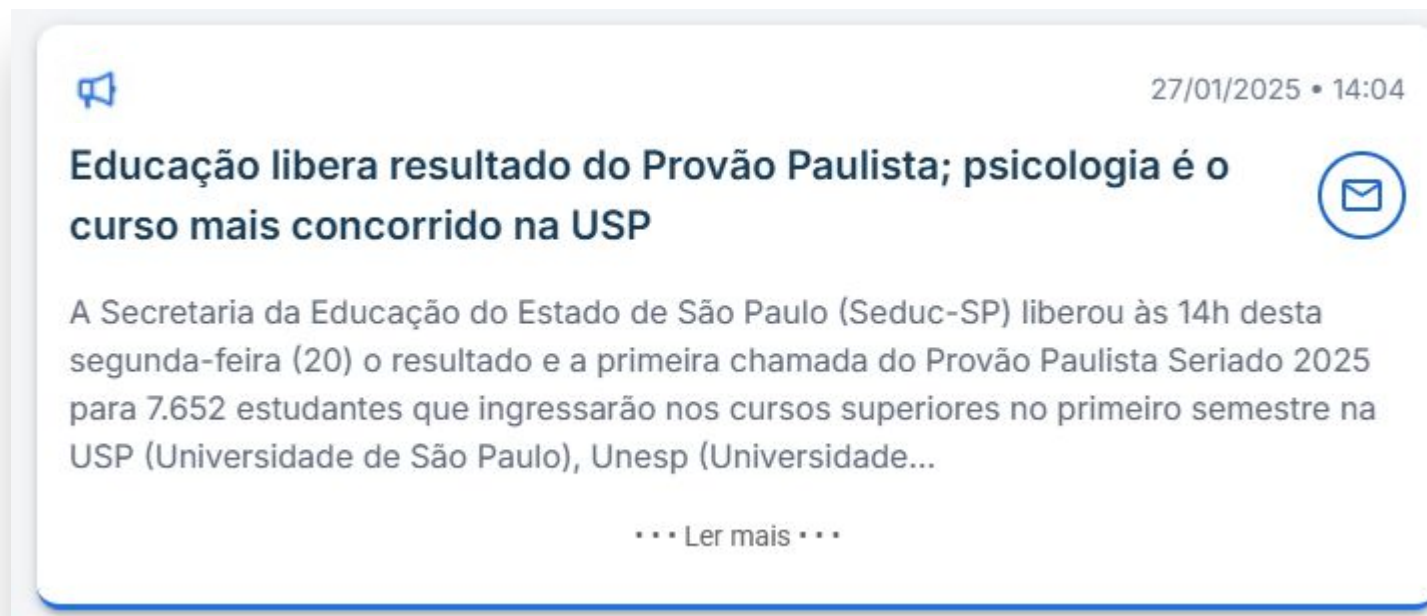 27/01/2025 • 14:04
Educação libera resultado do Provão Paulista; psicologia é o
curso mais concorrido na USP
A Secretaria da Educação do Estado de São Paulo (Seduc-SP) liberou às 14h desta
segunda-feira (20) o resultado e a primeira chamada do Provão Paulista Seriado 2025
para 7.652 estudantes que ingressarão nos cursos superiores no primeiro semestre na
USP (Universidade de São Paulo), Unesp (Universidade...
• • • Ler mais • • •